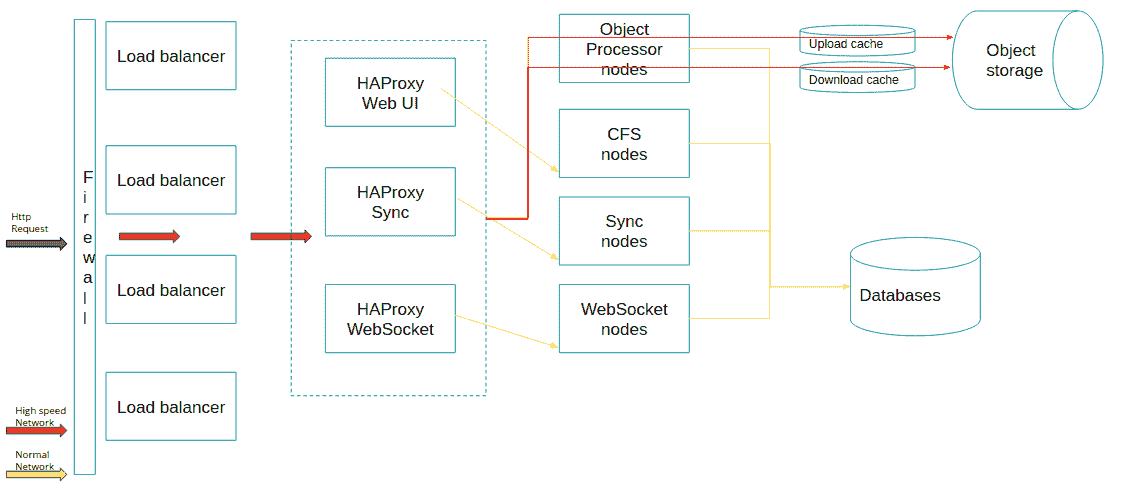 Http
Request
High speed
Network
Normal
Network
F
i
r
e
w
a
l
l
Load balancer
Load balancer
Load balancer
Load balancer
HAProxy
Web UI
HAProxy
Sync
HAProxy
WebSocket
Object
Processor
nodes
CFS
nodes
Sync
nodes
WebSocket
nodes
Upload cache
Download cache
Object
storage
Databases